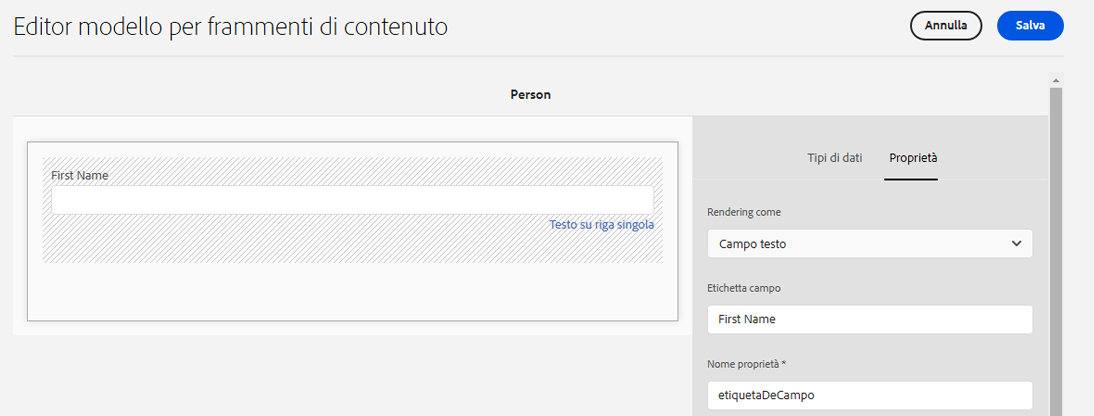 Editor modello per frammenti di contenuto
Annulla
Salva
Person
First Name
Testo su riga singola
Tipi di dati
Proprietà
Rendering come
Campo testo
Etichetta campo
First Name
Nome proprietà *
etiquetaDeCampo